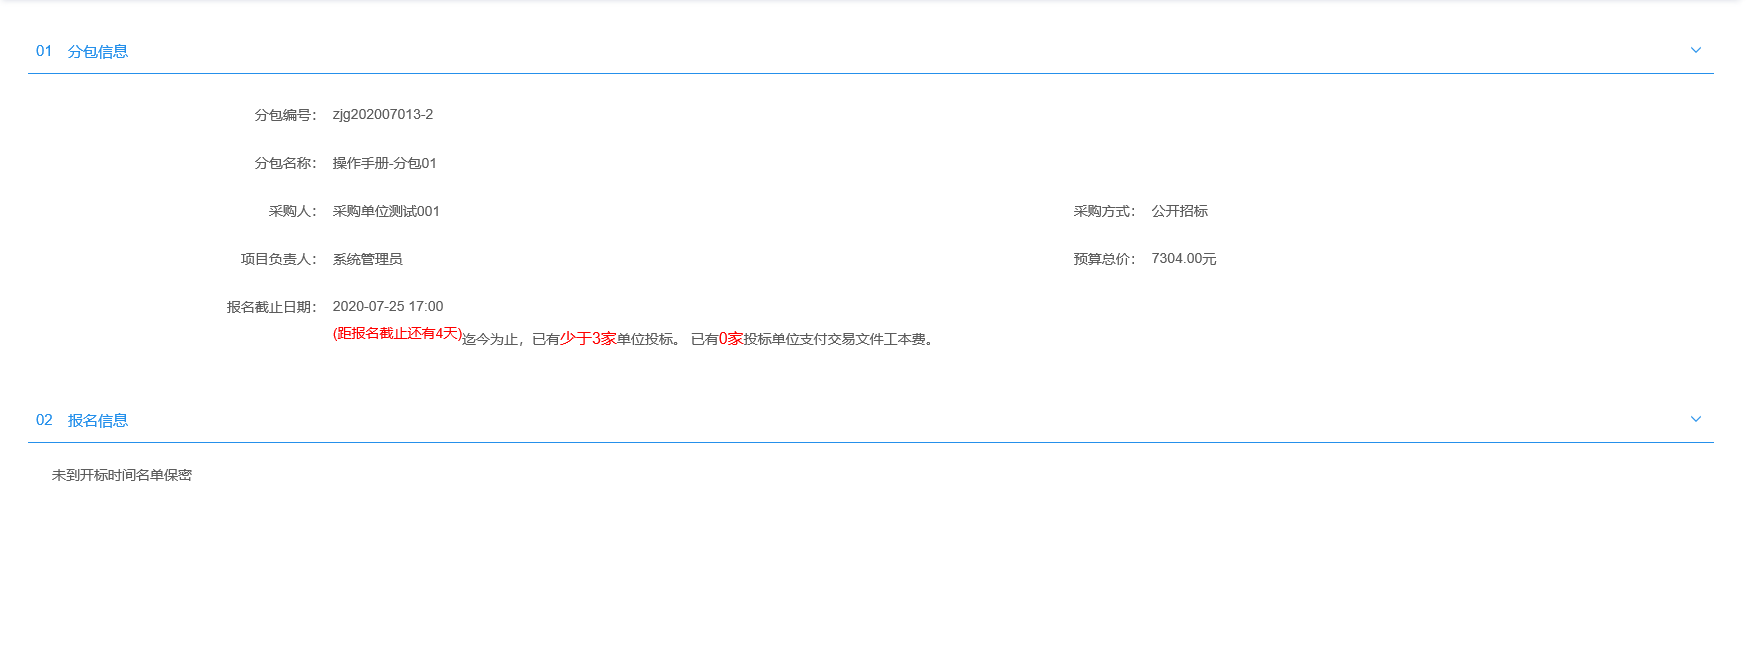 01 分包信息
分包编号： zjg202007013-2
分包名称： 操作手册-分包01
采购人： 采购单位测试001 采购方式： 公开招标
项目负责人： 系统管理员 预算总价： 7304.00元
报名截止日期： 2020-07-25 17:00
(距报名截止还有4天)迄今为止，已有少于3家单位投标。 已有0家投标单位支付交易文件工本费。
02 报名信息
未到开标时间名单保密